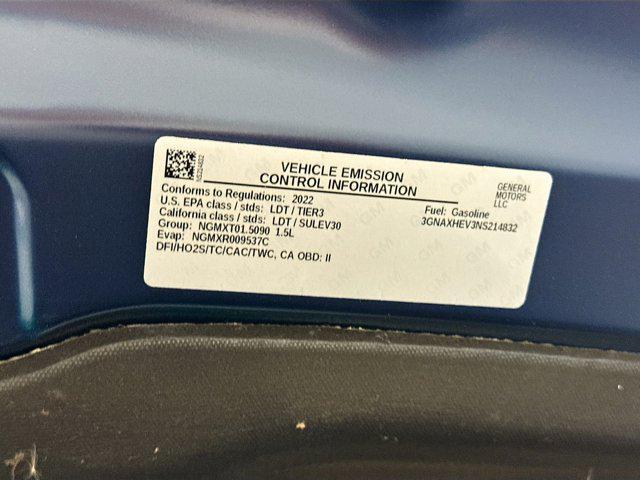 NS214832
VEHICLE EMISSION
CONTROL INFORMATION
GENERAL
MOTORS
LLC
Conforms to Regulations: 2022
U.S. EPA class / stds: LDT / TIER3
California class / stds: LDT / SULEV30
Group: NGMXT01.5090 1.5L
Evap: NGMXR009537C
DFI/HO2S/TC/CAC/TWC, CA OBD: II
Fuel: Gasoline
3GNAXHEV3NS214832